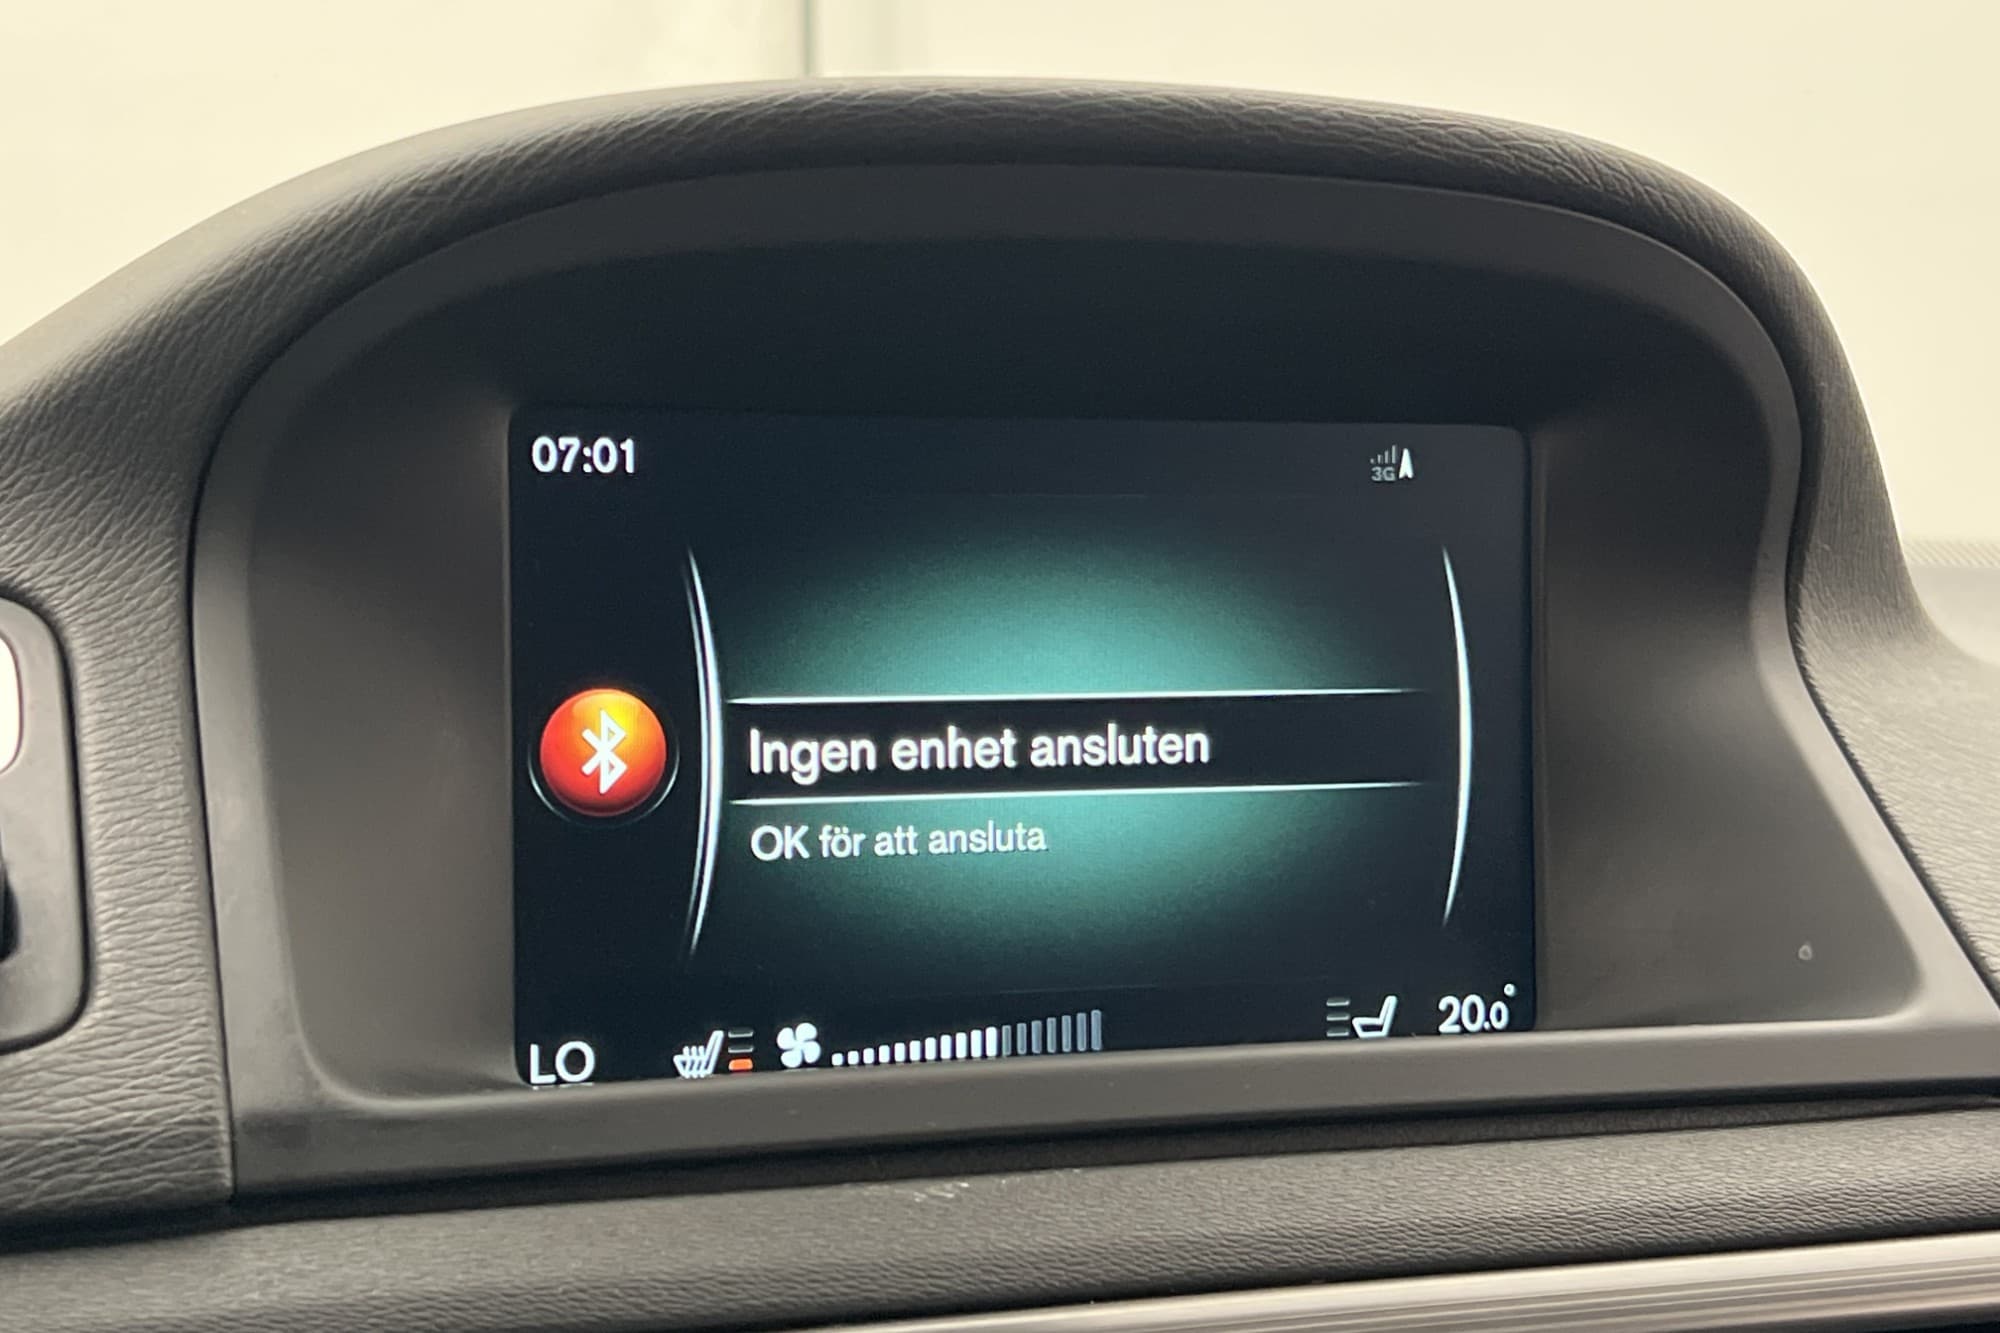 07:01
3G
Ingen enhet ansluten
OK för att ansluta
LO
20.0°